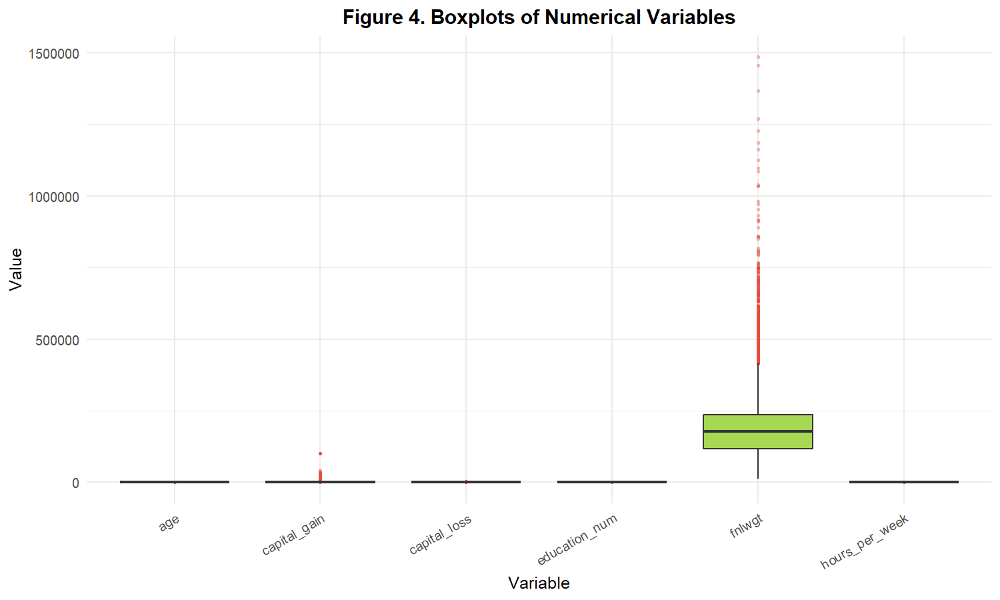 Figure 4. Boxplots of Numerical Variables
1500000
1000000
500000
0
Value
age
capital_gain
capital_loss
education_num
fnlwgt
hours_per_week
Variable